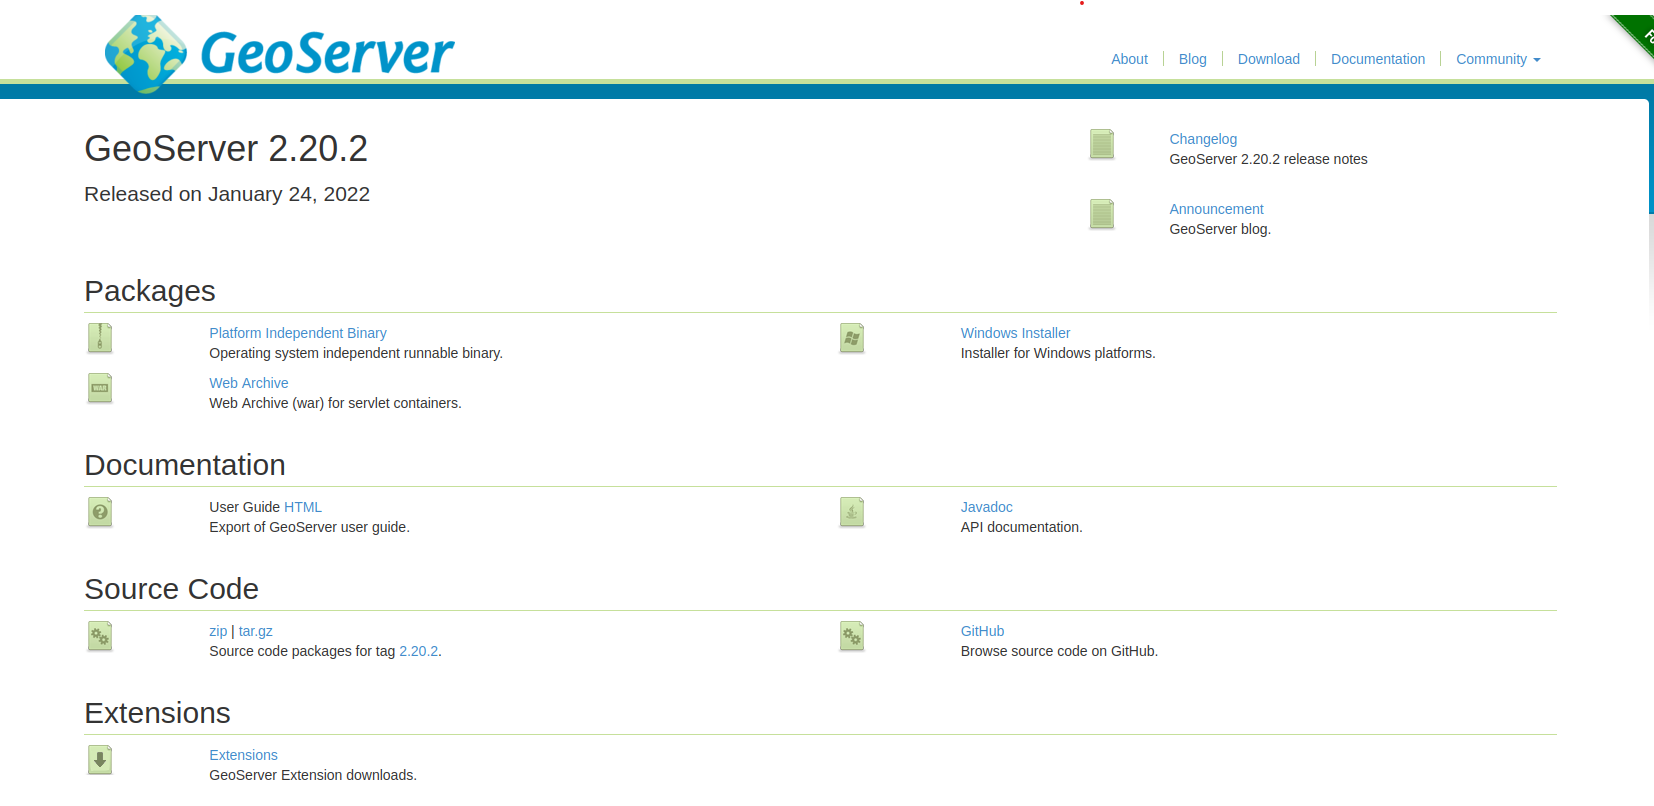 GeoServer
About
Blog
Download
Documentation
Community
GeoServer 2.20.2
Released on January 24, 2022
Changelog
GeoServer 2.20.2 release notes
Announcement
GeoServer blog.
Packages
Platform Independent Binary
Operating system independent runnable binary.
Windows Installer
Installer for Windows platforms.
WAR
Web Archive
Web Archive (war) for servlet containers.
Documentation
User Guide HTML
Export of GeoServer user guide.
Javadoc
API documentation.
Source Code
zip | tar.gz
Source code packages for tag 2.20.2.
GitHub
Browse source code on GitHub.
Extensions
Extensions
GeoServer Extension downloads.